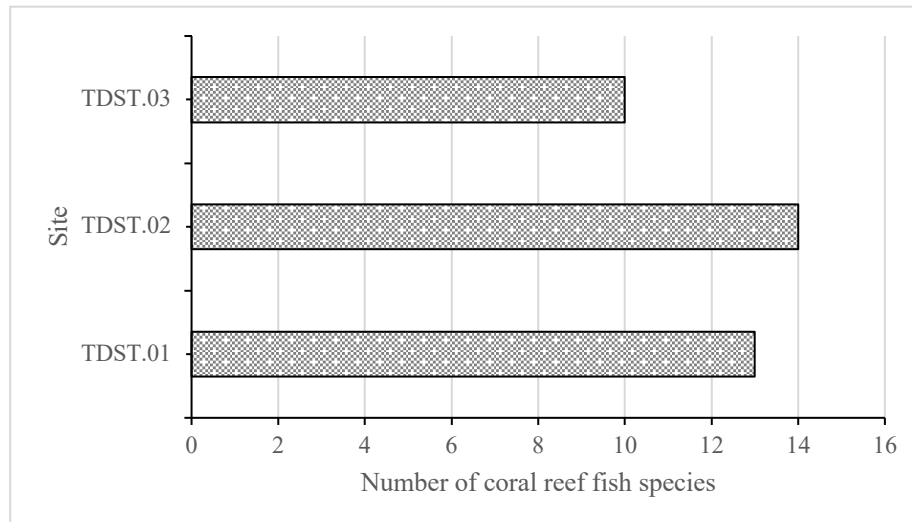 TDST.03
TDST.02
TDST.01
Site
0 2 4 6 8 10 12 14 16
Number of coral reef fish species